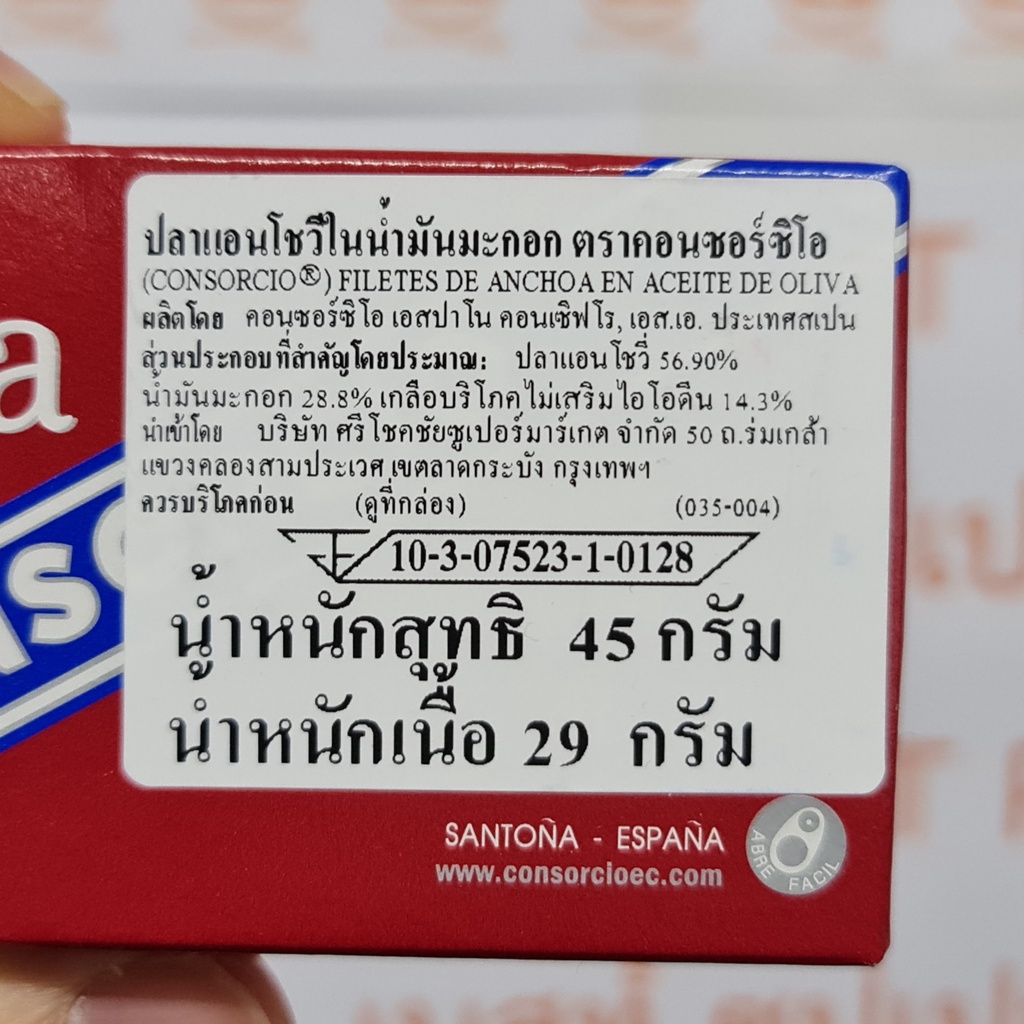 ปลาแอนโชวี่ในน้ำมันมะกอก ตราคอนซอร์ซิโอ
(CONSORCIO®) FILETES DE ANCHOA EN ACEITE DE OLIVA
ผลิตโดย คอนซอร์ซิโอ เอสปาโน คอนเซิฟโร, เอส.เอ. ประเทศสเปน
ส่วนประกอบที่สำคัญโดยประมาณ: ปลาแอนโชวี่ 56.90%
น้ำมันมะกอก 28.8% เกลือบริโภคไม่เสริมไอโอดีน 14.3%
นำเข้าโดย บริษัท ศรีโชคชัยซูเปอร์มาร์เกต จำกัด 50 ถ.ร่มเกล้า
แขวงคลองสามประเวศ เขตลาดกระบัง กรุงเทพฯ
ควรบริโภคก่อน (ดูที่กล่อง) (035-004)
10-3-07523-1-0128
น้ำหนักสุทธิ 45 กรัม
น้ำหนักเนื้อ 29 กรัม
SANTOÑA - ESPAÑA
www.consorcioec.com
ABRE FACIL